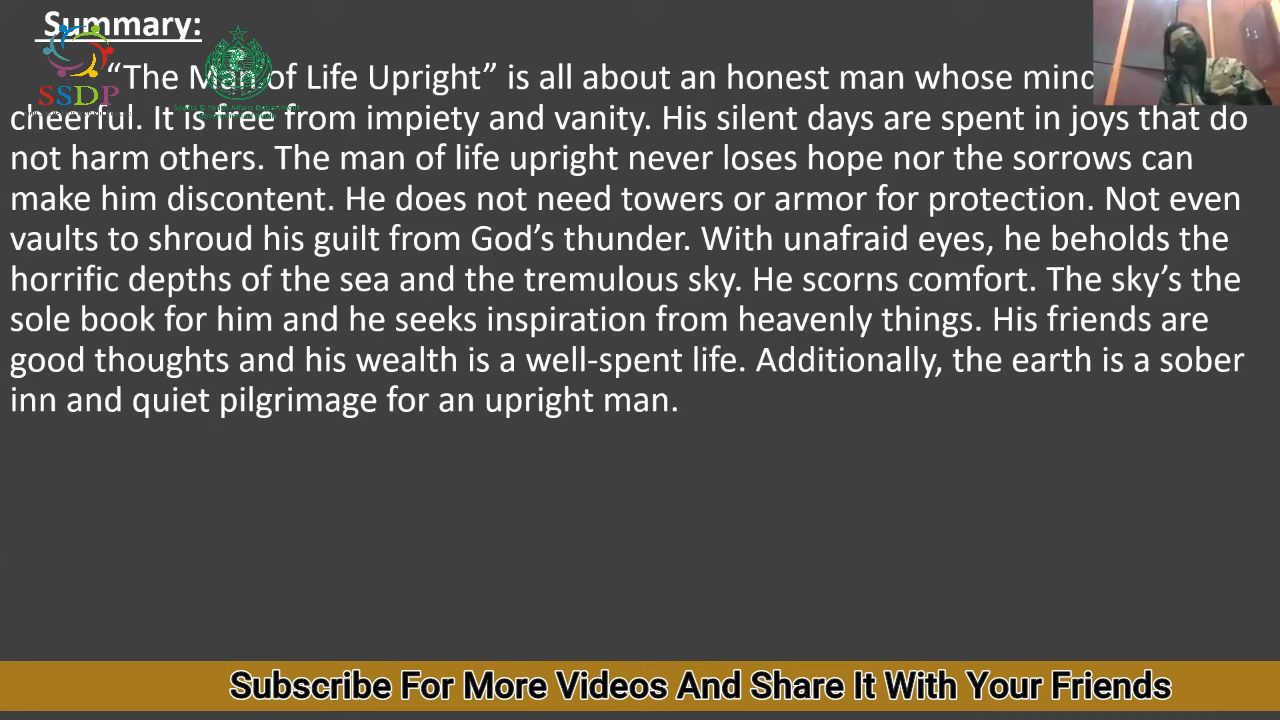 Summary:
“The Man of Life Upright” is all about an honest man whose mind
cheerful. It is free from impiety and vanity. His silent days are spent in joys that do
not harm others. The man of life upright never loses hope nor the sorrows can
make him discontent. He does not need towers or armor for protection. Not even
vaults to shroud his guilt from God’s thunder. With unafraid eyes, he beholds the
horrific depths of the sea and the tremulous sky. He scorns comfort. The sky’s the
sole book for him and he seeks inspiration from heavenly things. His friends are
good thoughts and his wealth is a well-spent life. Additionally, the earth is a sober
inn and quiet pilgrimage for an upright man.
SSDP
Sports & Youth Affairs Department
Subscribe For More Videos And Share It With Your Friends